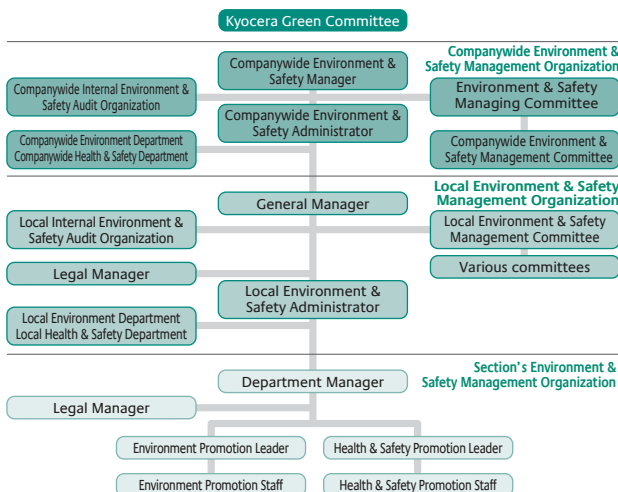 Kyocera Green Committee
Companywide Environment &
Safety Management Organization
Companywide Environment &
Safety Manager
Companywide Internal Environment &
Safety Audit Organization
Environment & Safety
Managing Committee
Companywide Environment &
Safety Administrator
Companywide Environment Department
Companywide Health & Safety Department
Companywide Environment &
Safety Management Committee
Local Environment & Safety
Management Organization
General Manager
Local Internal Environment &
Safety Audit Organization
Local Environment & Safety
Management Committee
Legal Manager
Various committees
Local Environment &
Safety Administrator
Local Environment Department
Local Health & Safety Department
Section's Environment &
Safety Management Organization
Department Manager
Legal Manager
Environment Promotion Leader
Health & Safety Promotion Leader
Environment Promotion Staff
Health & Safety Promotion Staff